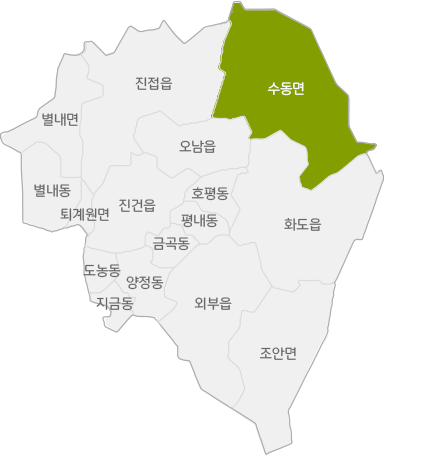 수동면
진접읍
별내면
오남읍
별내동
호평동
진건읍
퇴계원면
평내동
화도읍
금곡동
도농동
양정동
지금동
외부읍
조안면